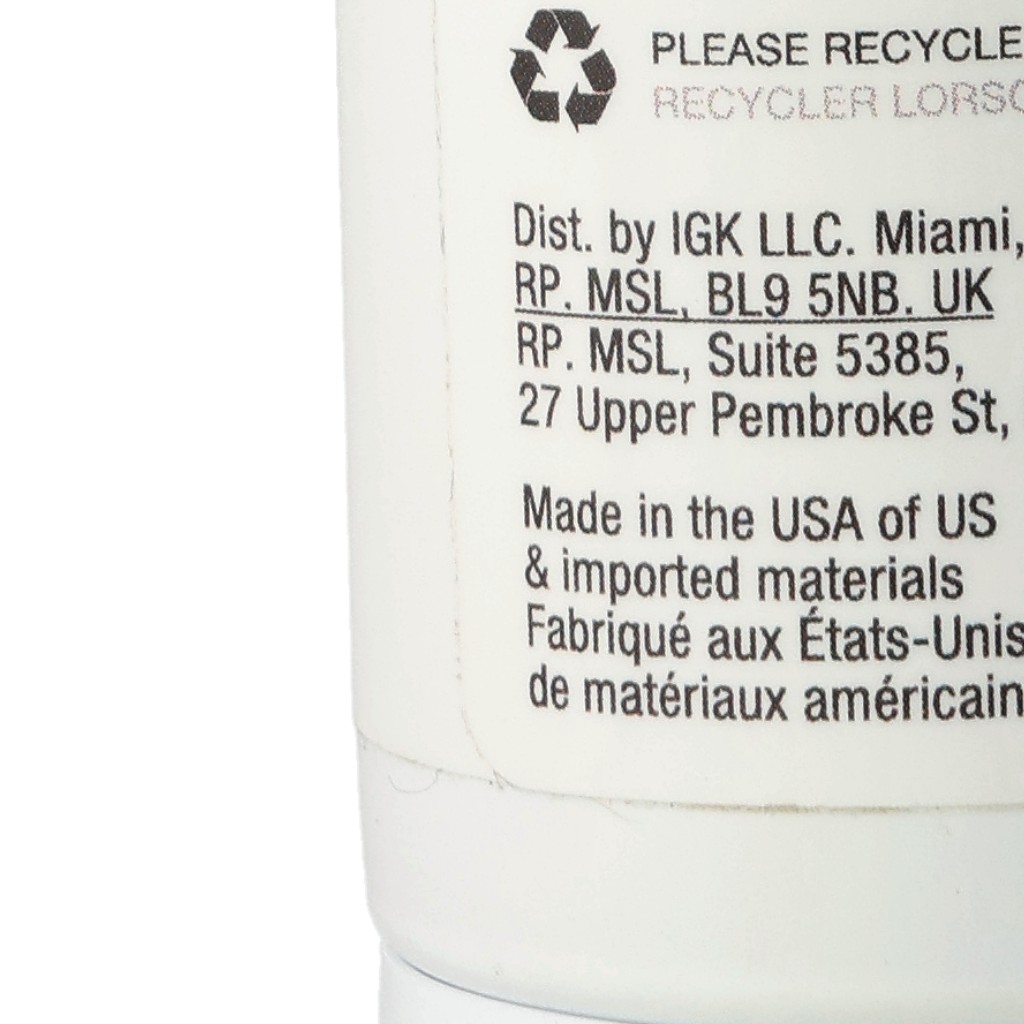 PLEASE RECYCLE
RECYCLER
Dist. by IGK LLC. Miami,
RP. MSL, BL9 5NB. UK
RP. MSL, Suite 5385,
27 Upper Pembroke St,
Made in the USA of US
& imported materials
Fabriqué aux États-Unis
de matériaux américain